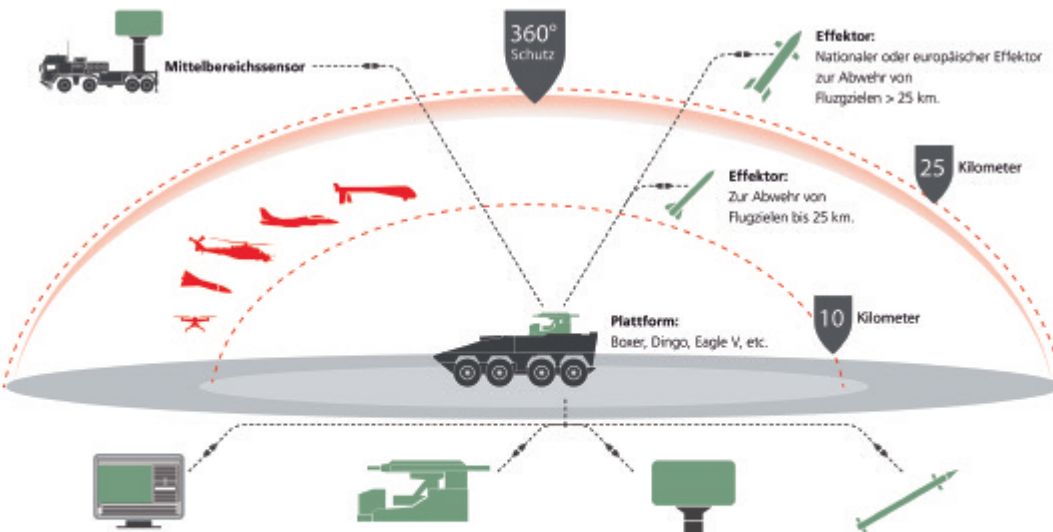 360°
Schutz
Mittelbereichssensor
Effektor:
Nationaler oder europäischer Effektor
zur Abwehr von
Fluzgzielen > 25 km.
25 Kilometer
Effektor:
Zur Abwehr von
Flugzielen bis 25 km.
10 Kilometer
Plattform:
Boxer, Dingo, Eagle V, etc.